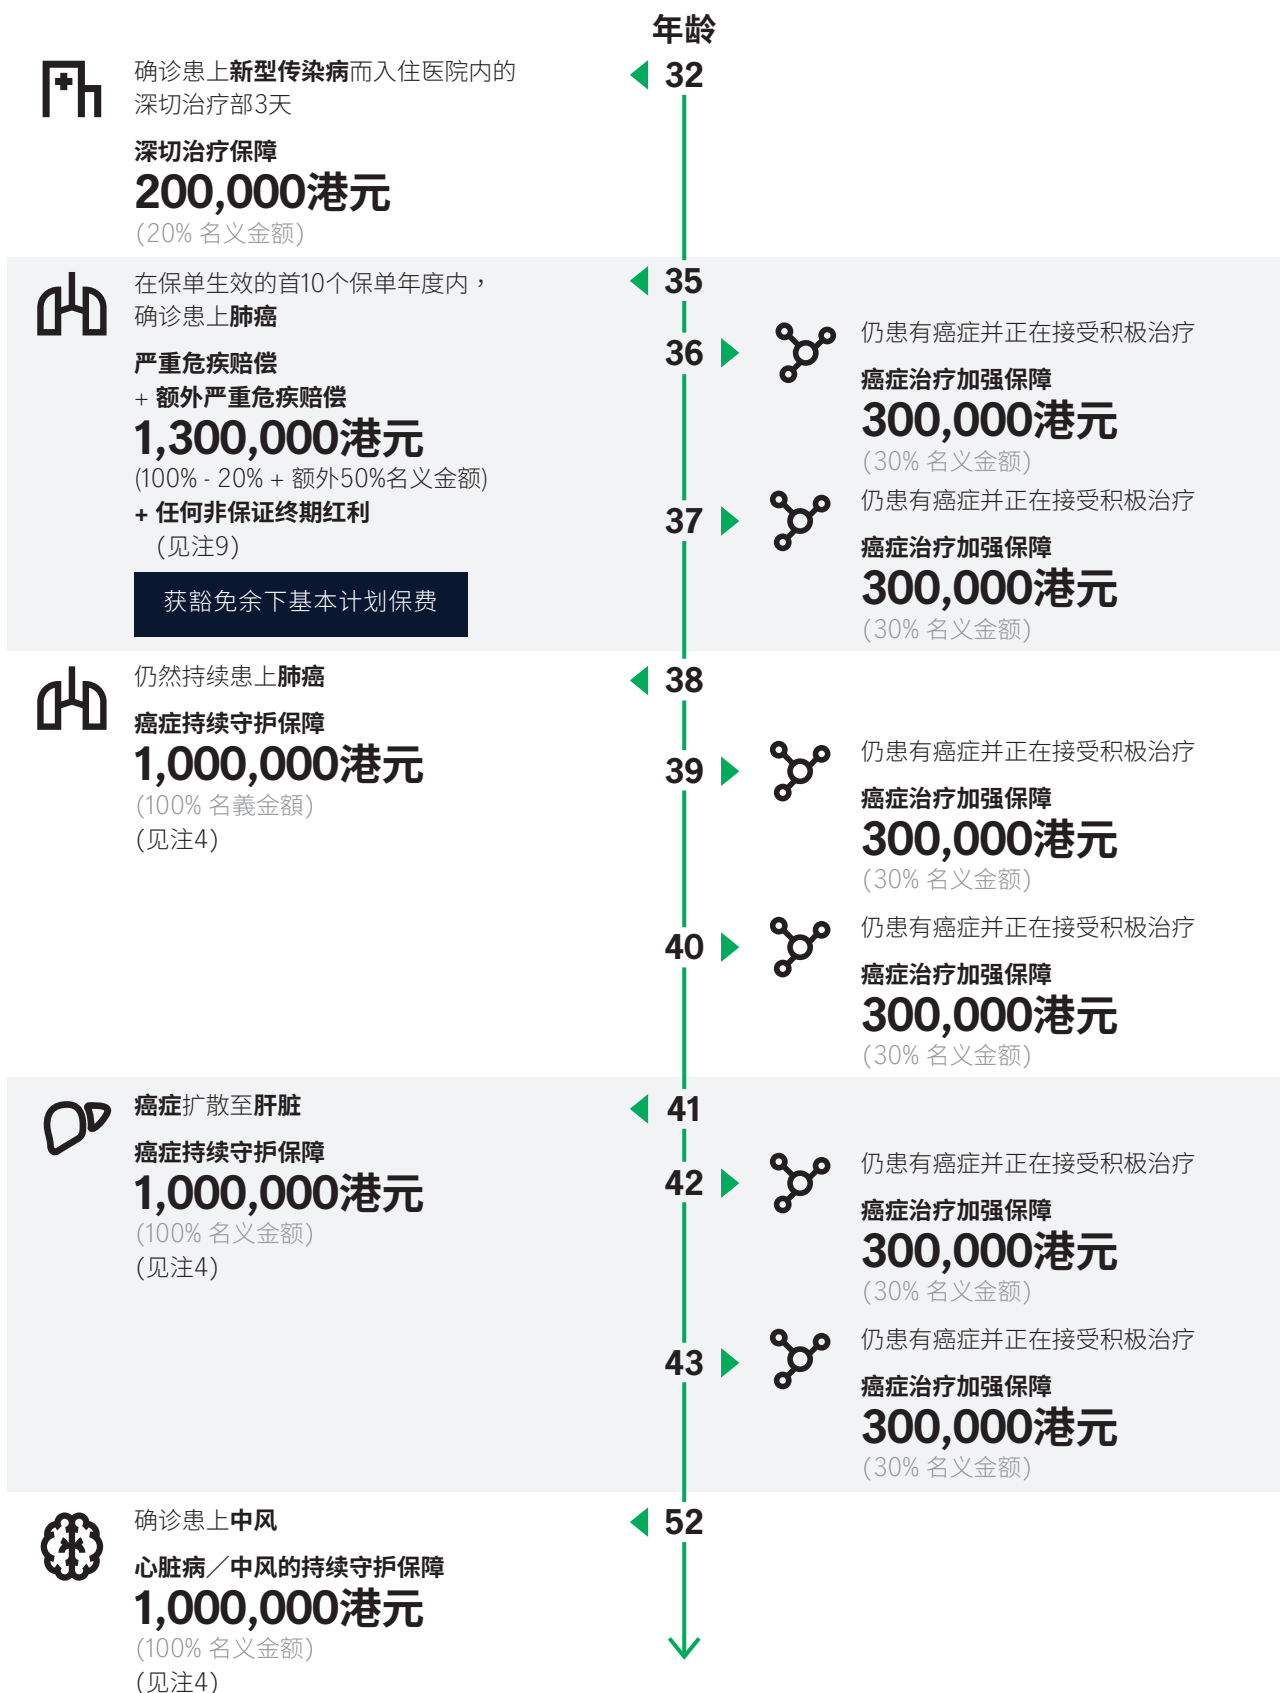 年龄
32
确诊患上新型传染病而入住医院内的
深切治疗部3天
深切治疗保障
200,000港元
(20% 名义金额)
35
在保单生效的首10个保单年度内，
确诊患上肺癌
严重危疾赔偿
+ 额外严重危疾赔偿
1,300,000港元
(100% - 20% + 额外50%名义金额)
+ 任何非保证终期红利
(见注9)
获豁免余下基本计划保费
36
仍患有癌症并正在接受积极治疗
癌症治疗加强保障
300,000港元
(30% 名义金额)
37
仍患有癌症并正在接受积极治疗
癌症治疗加强保障
300,000港元
(30% 名义金额)
38
仍然持续患上肺癌
癌症持续守护保障
1,000,000港元
(100% 名義金額)
(见注4)
39
仍患有癌症并正在接受积极治疗
癌症治疗加强保障
300,000港元
(30% 名义金额)
40
仍患有癌症并正在接受积极治疗
癌症治疗加强保障
300,000港元
(30% 名义金额)
41
癌症扩散至肝脏
癌症持续守护保障
1,000,000港元
(100% 名义金额)
(见注4)
42
仍患有癌症并正在接受积极治疗
癌症治疗加强保障
300,000港元
(30% 名义金额)
43
仍患有癌症并正在接受积极治疗
癌症治疗加强保障
300,000港元
(30% 名义金额)
52
确诊患上中风
心脏病／中风的持续守护保障
1,000,000港元
(100% 名义金额)
(见注4)